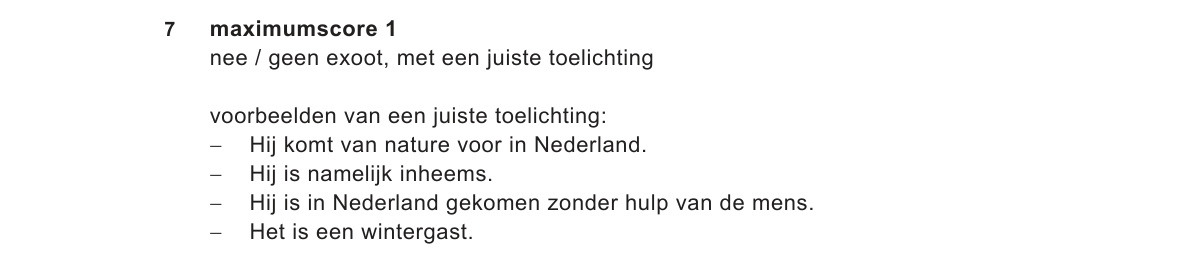 7 maximumscore 1
nee / geen exoot, met een juiste toelichting
voorbeelden van een juiste toelichting:
– Hij komt van nature voor in Nederland.
– Hij is namelijk inheems.
– Hij is in Nederland gekomen zonder hulp van de mens.
– Het is een wintergast.